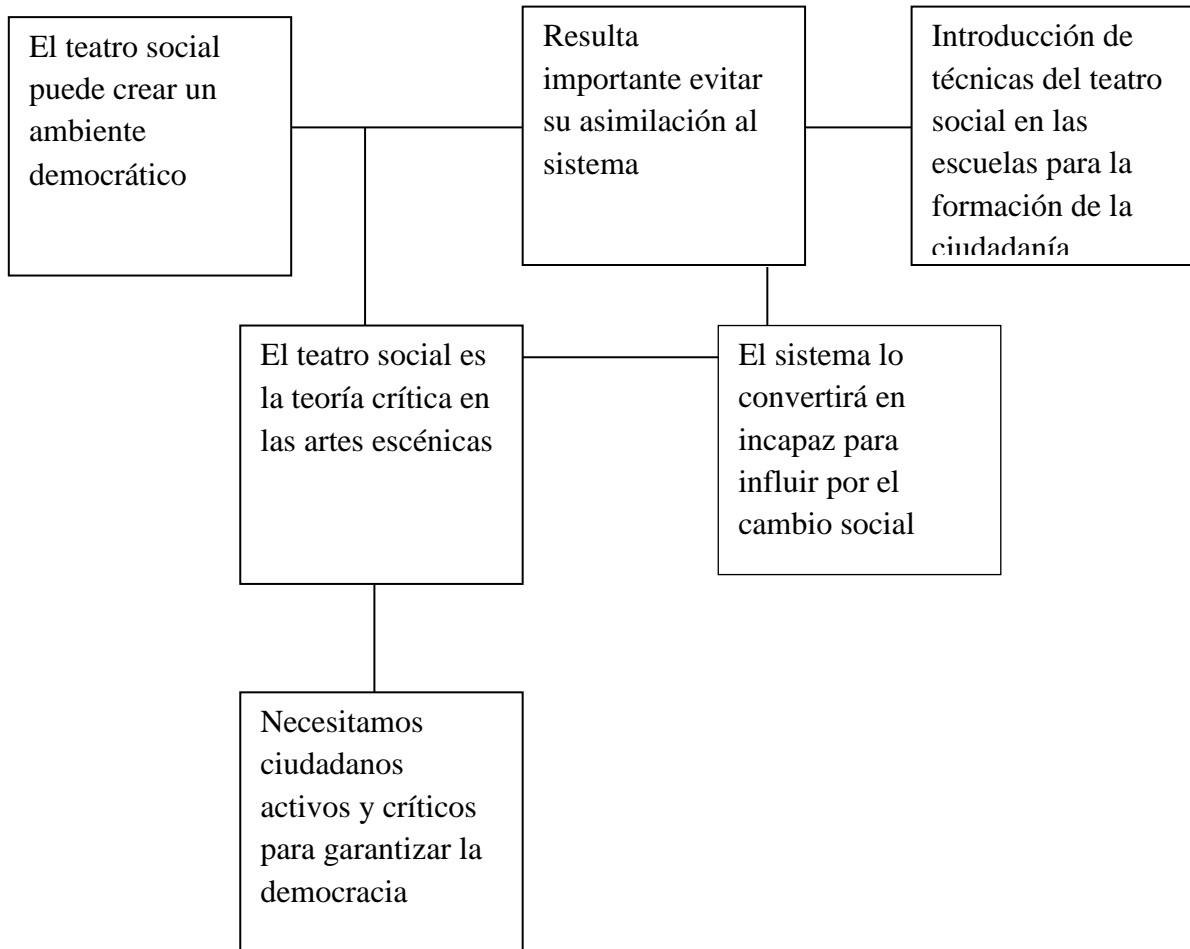 El teatro social
puede crear un
ambiente
democrático
Resulta
importante evitar
su asimilación al
sistema
Introducción de
técnicas del teatro
social en las
escuelas para la
formación de la
ciudadanía
El teatro social es
la teoría crítica en
las artes escénicas
El sistema lo
convertirá en
incapaz para
influir por el
cambio social
Necesitamos
ciudadanos
activos y críticos
para garantizar la
democracia